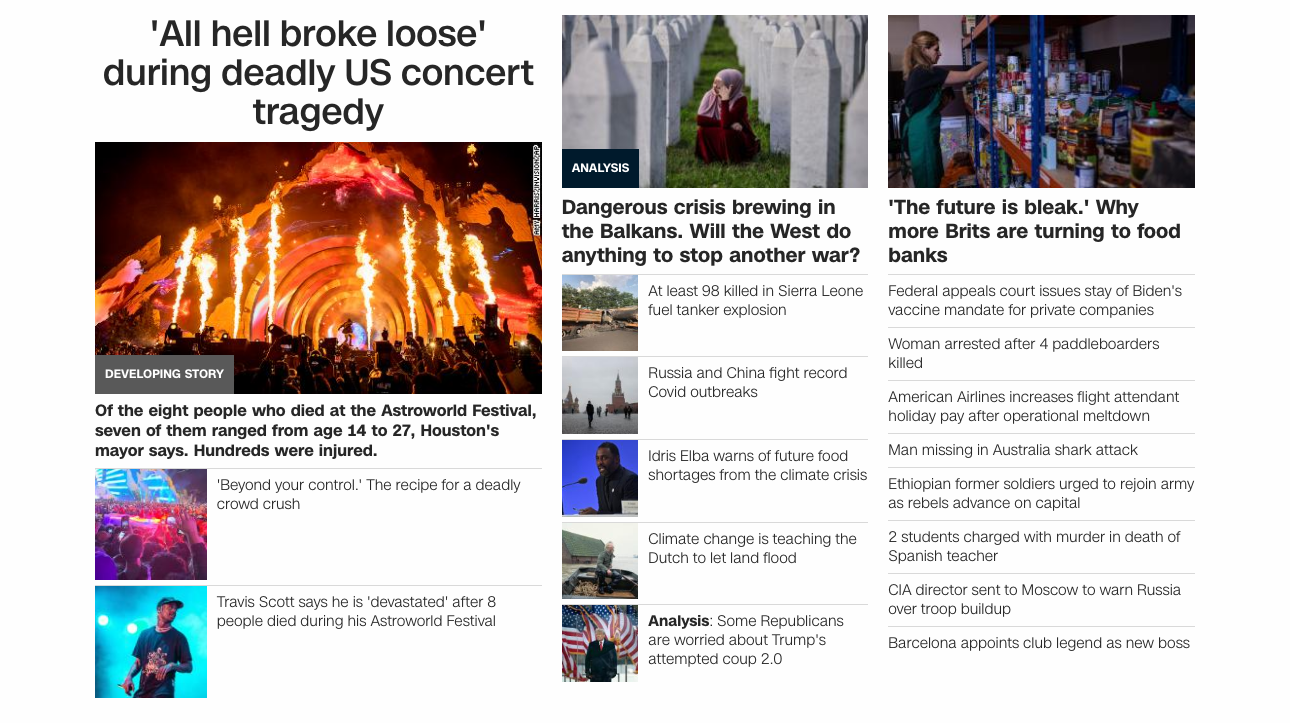 'All hell broke loose'
during deadly US concert
tragedy
AMY HARRIS/INVISION/AP
DEVELOPING STORY
Of the eight people who died at the Astroworld Festival,
seven of them ranged from age 14 to 27, Houston's
mayor says. Hundreds were injured.
'Beyond your control.' The recipe for a deadly
crowd crush
Travis Scott says he is 'devastated' after 8
people died during his Astroworld Festival
ANALYSIS
Dangerous crisis brewing in
the Balkans. Will the West do
anything to stop another war?
At least 98 killed in Sierra Leone
fuel tanker explosion
Russia and China fight record
Covid outbreaks
Idris Elba warns of future food
shortages from the climate crisis
Climate change is teaching the
Dutch to let land flood
Analysis: Some Republicans
are worried about Trump's
attempted coup 2.0
'The future is bleak.' Why
more Brits are turning to food
banks
Federal appeals court issues stay of Biden's
vaccine mandate for private companies
Woman arrested after 4 paddleboarders
killed
American Airlines increases flight attendant
holiday pay after operational meltdown
Man missing in Australia shark attack
Ethiopian former soldiers urged to rejoin army
as rebels advance on capital
2 students charged with murder in death of
Spanish teacher
CIA director sent to Moscow to warn Russia
over troop buildup
Barcelona appoints club legend as new boss